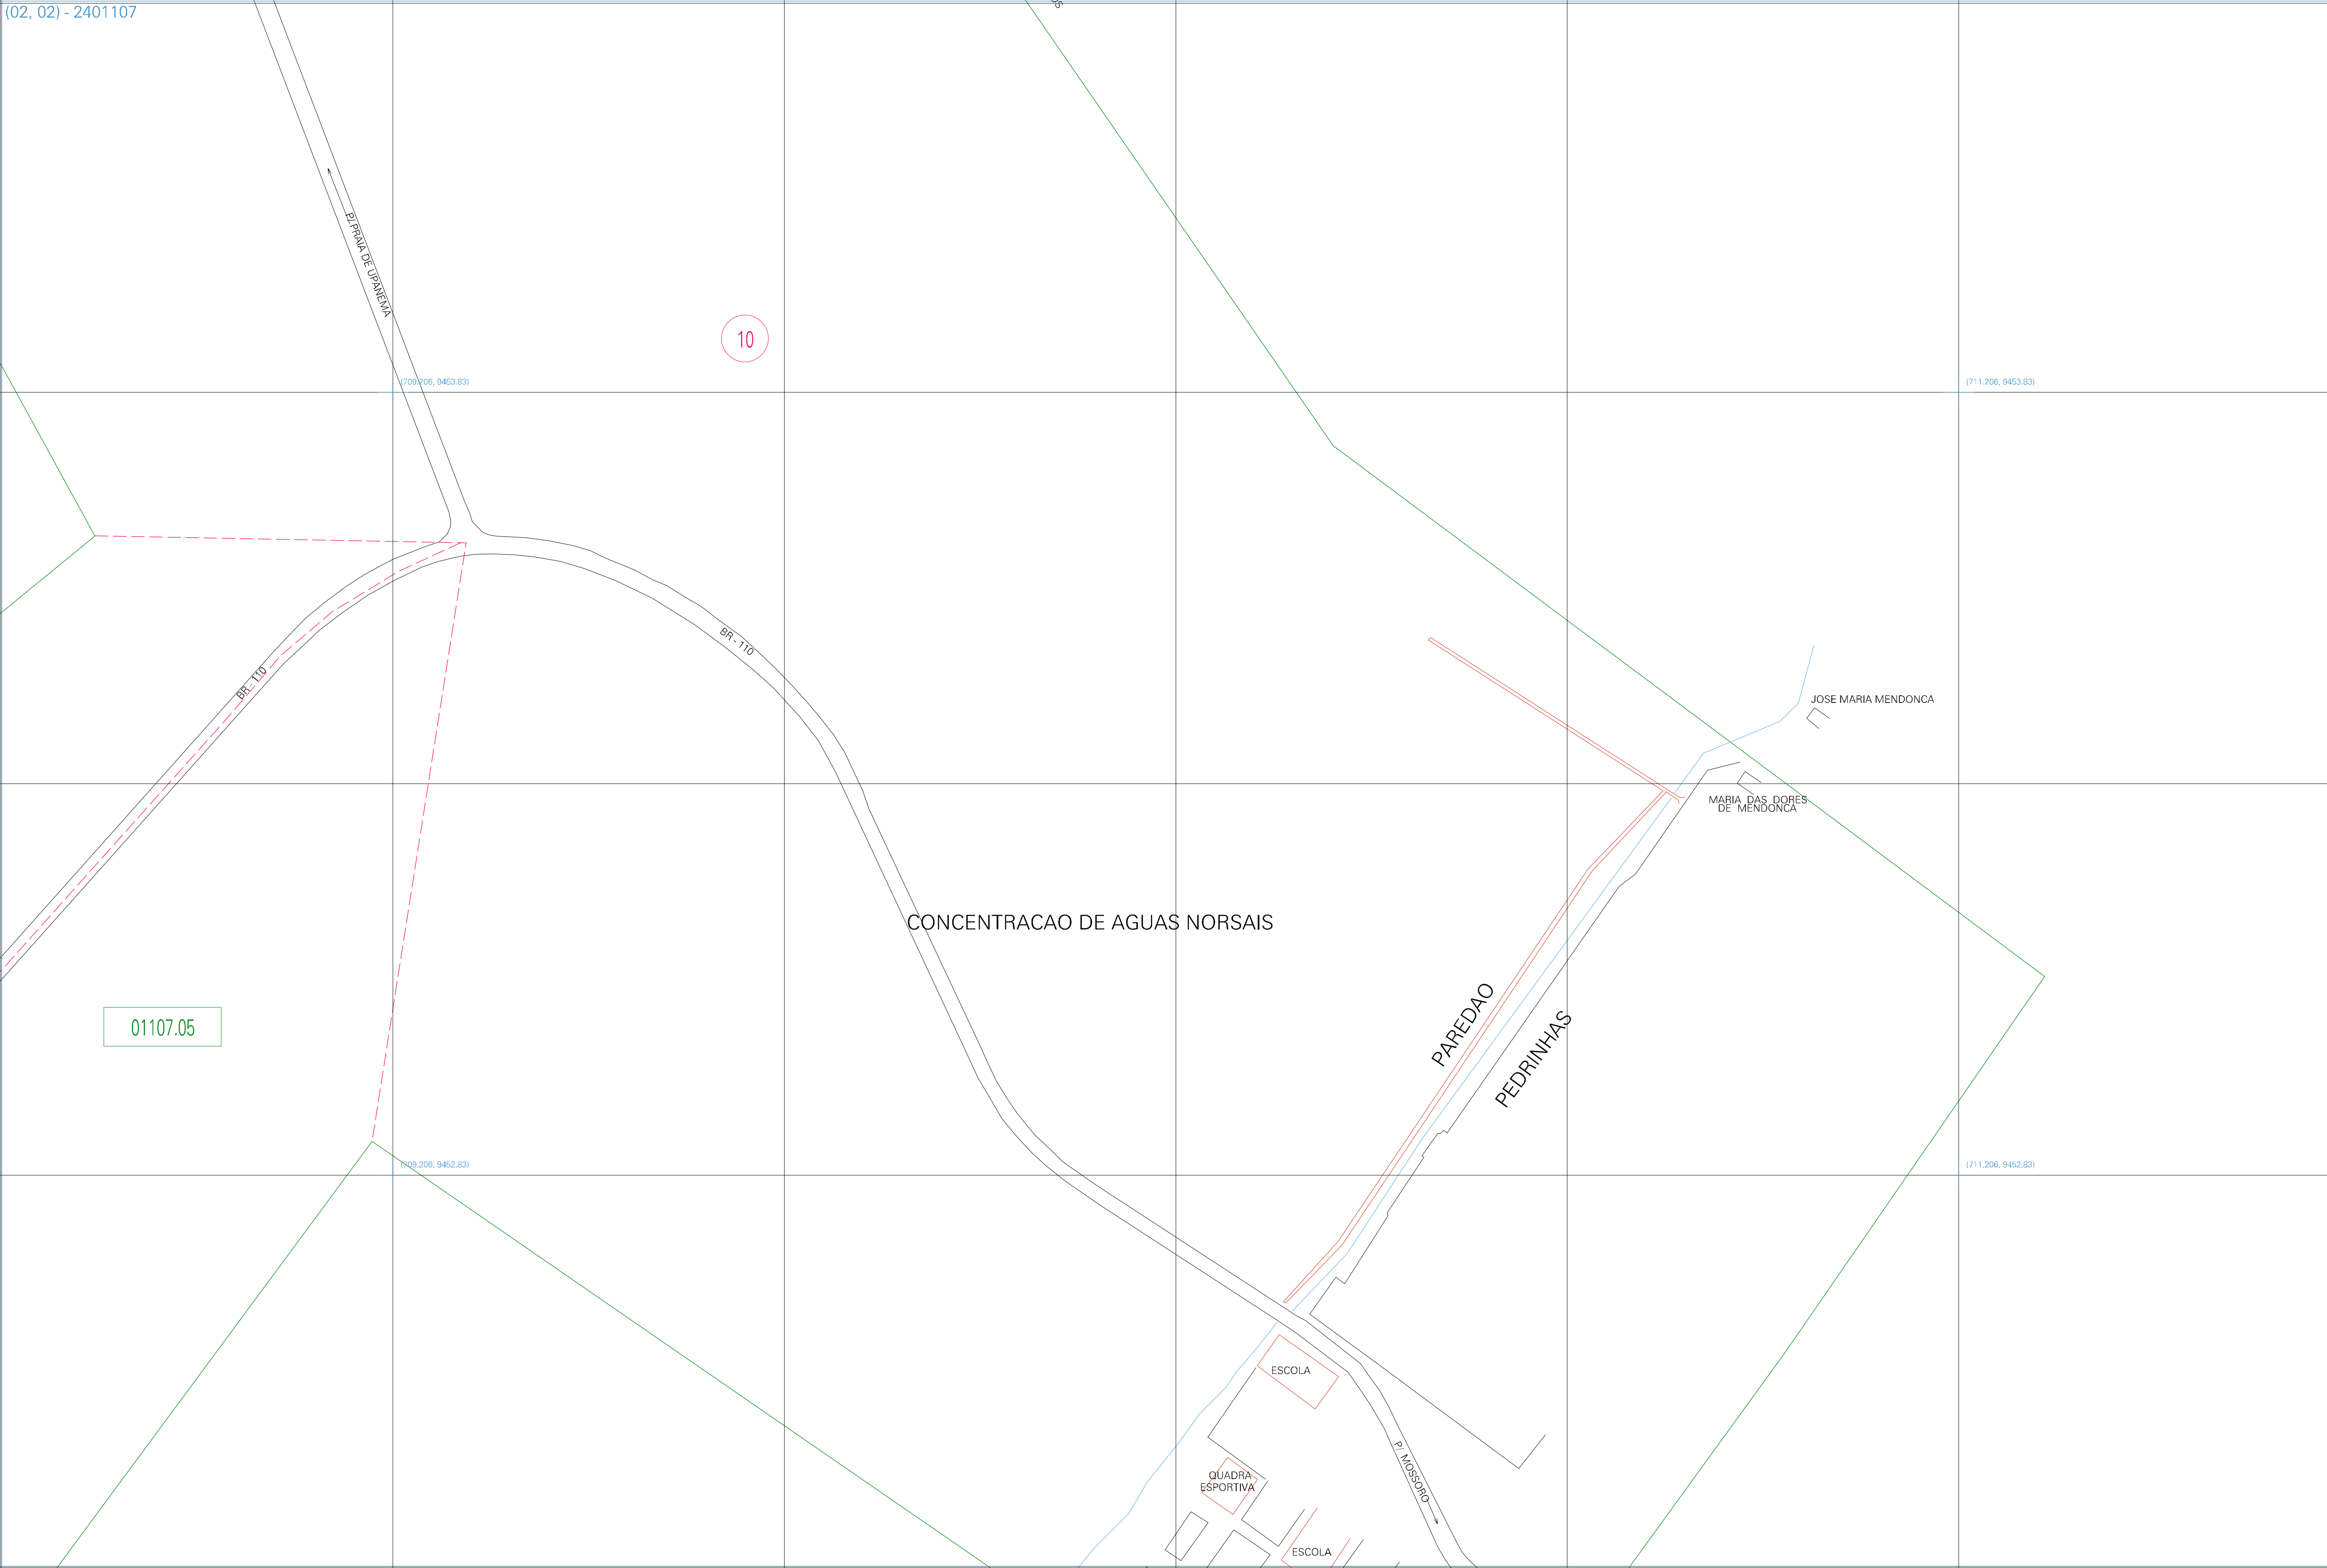 (02, 02) - 2401107
OS
P/ PRAIA DE UPANEMA
10
(709.206, 9453.83)
(711.206, 9453.83)
BR - 110
BR - 110
JOSE MARIA MENDONCA
MARIA DAS DORES
DE MENDONCA
CONCENTRACAO DE AGUAS NORSAIS
PAREDAO
PEDRINHAS
01107.05
(709.206, 9452.83)
(711.206, 9452.83)
ESCOLA
P/ MOSSORO
QUADRA
ESPORTIVA
ESCOLA